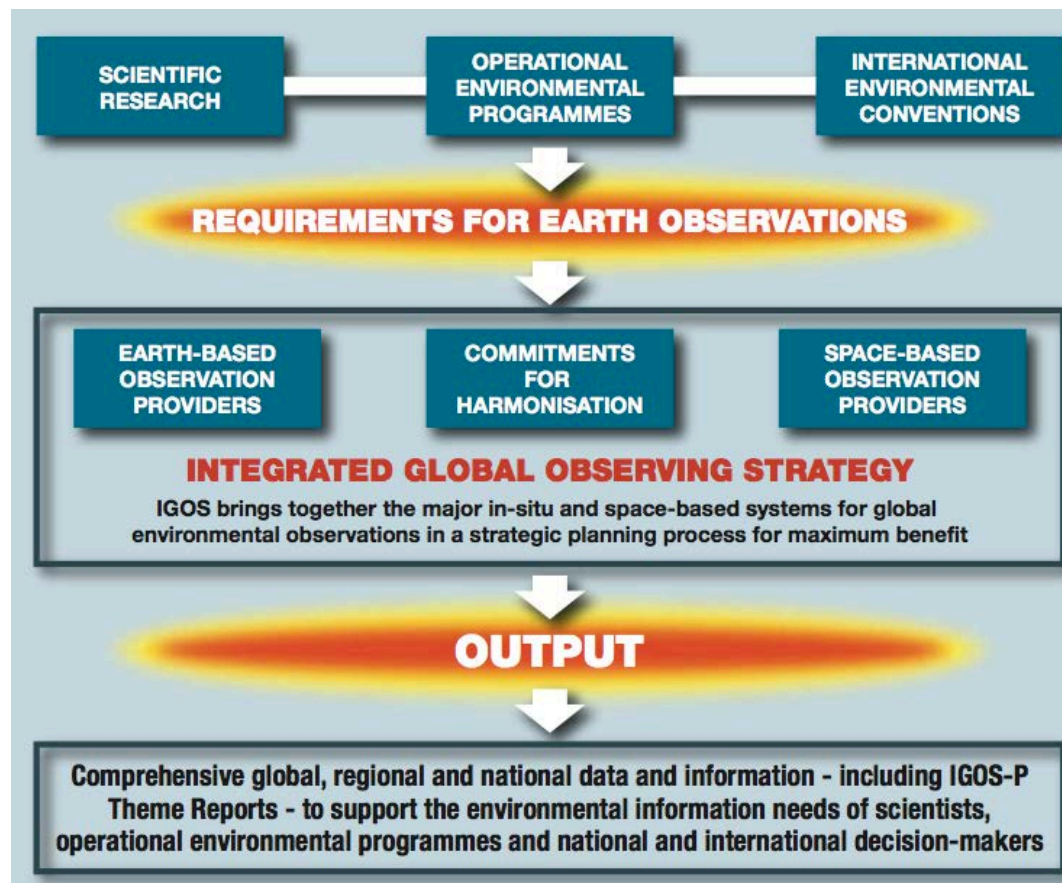 SCIENTIFIC
RESEARCH
OPERATIONAL
ENVIRONMENTAL
PROGRAMMES
INTERNATIONAL
ENVIRONMENTAL
CONVENTIONS
REQUIREMENTS FOR EARTH OBSERVATIONS
EARTH-BASED
OBSERVATION
PROVIDERS
COMMITMENTS
FOR
HARMONISATION
SPACE-BASED
OBSERVATION
PROVIDERS
INTEGRATED GLOBAL OBSERVING STRATEGY
IGOS brings together the major in-situ and space-based systems for global
environmental observations in a strategic planning process for maximum benefit
OUTPUT
Comprehensive global, regional and national data and information - including IGOS-P
Theme Reports - to support the environmental information needs of scientists,
operational environmental programmes and national and international decision-makers